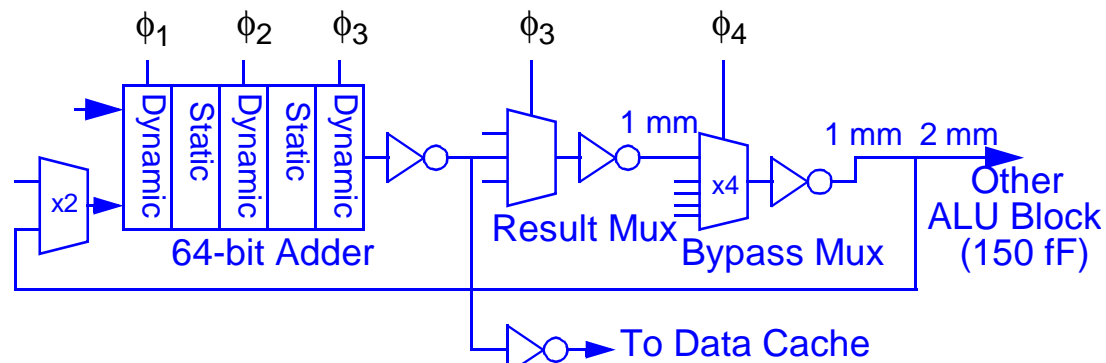 ϕ1 ϕ2 ϕ3 ϕ3 ϕ4
Dynamic
Static
Dynamic
Static
Dynamic
x2
64-bit Adder
Result Mux
1 mm
x4
Bypass Mux
1 mm 2 mm
Other
ALU Block
(150 fF)
To Data Cache